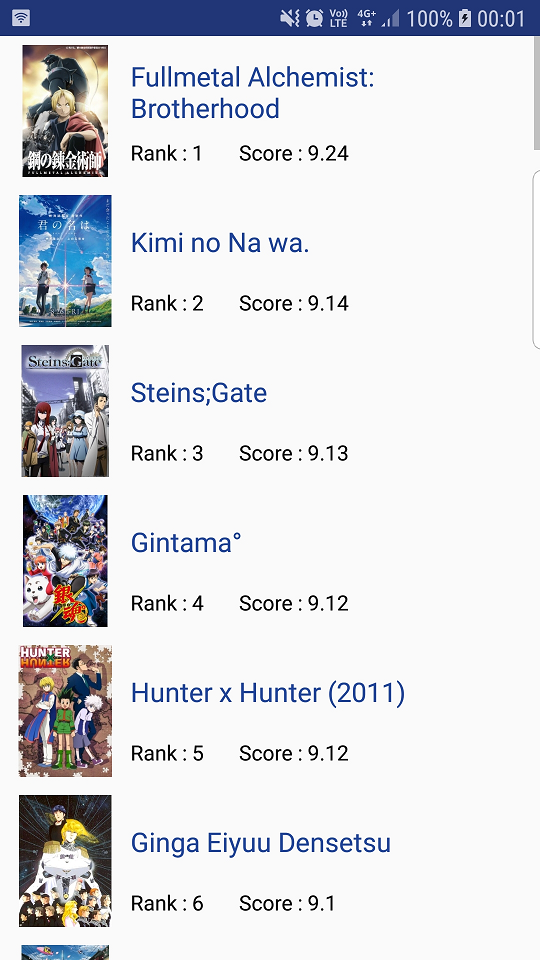 Vo))
LTE
4G+
100%
00:01
Fullmetal Alchemist:
Brotherhood
Rank : 1 Score : 9.24
鋼の錬金術師
FULLMETAL ALCHEMIST
君の名は
Kimi no Na wa.
Rank : 2 Score : 9.14
Steins;Gate
Steins;Gate
Rank : 3 Score : 9.13
銀魂
Gintama°
Rank : 4 Score : 9.12
HUNTER
HUNTER
Hunter x Hunter (2011)
Rank : 5 Score : 9.12
Ginga Eiyuu Densetsu
Rank : 6 Score : 9.1